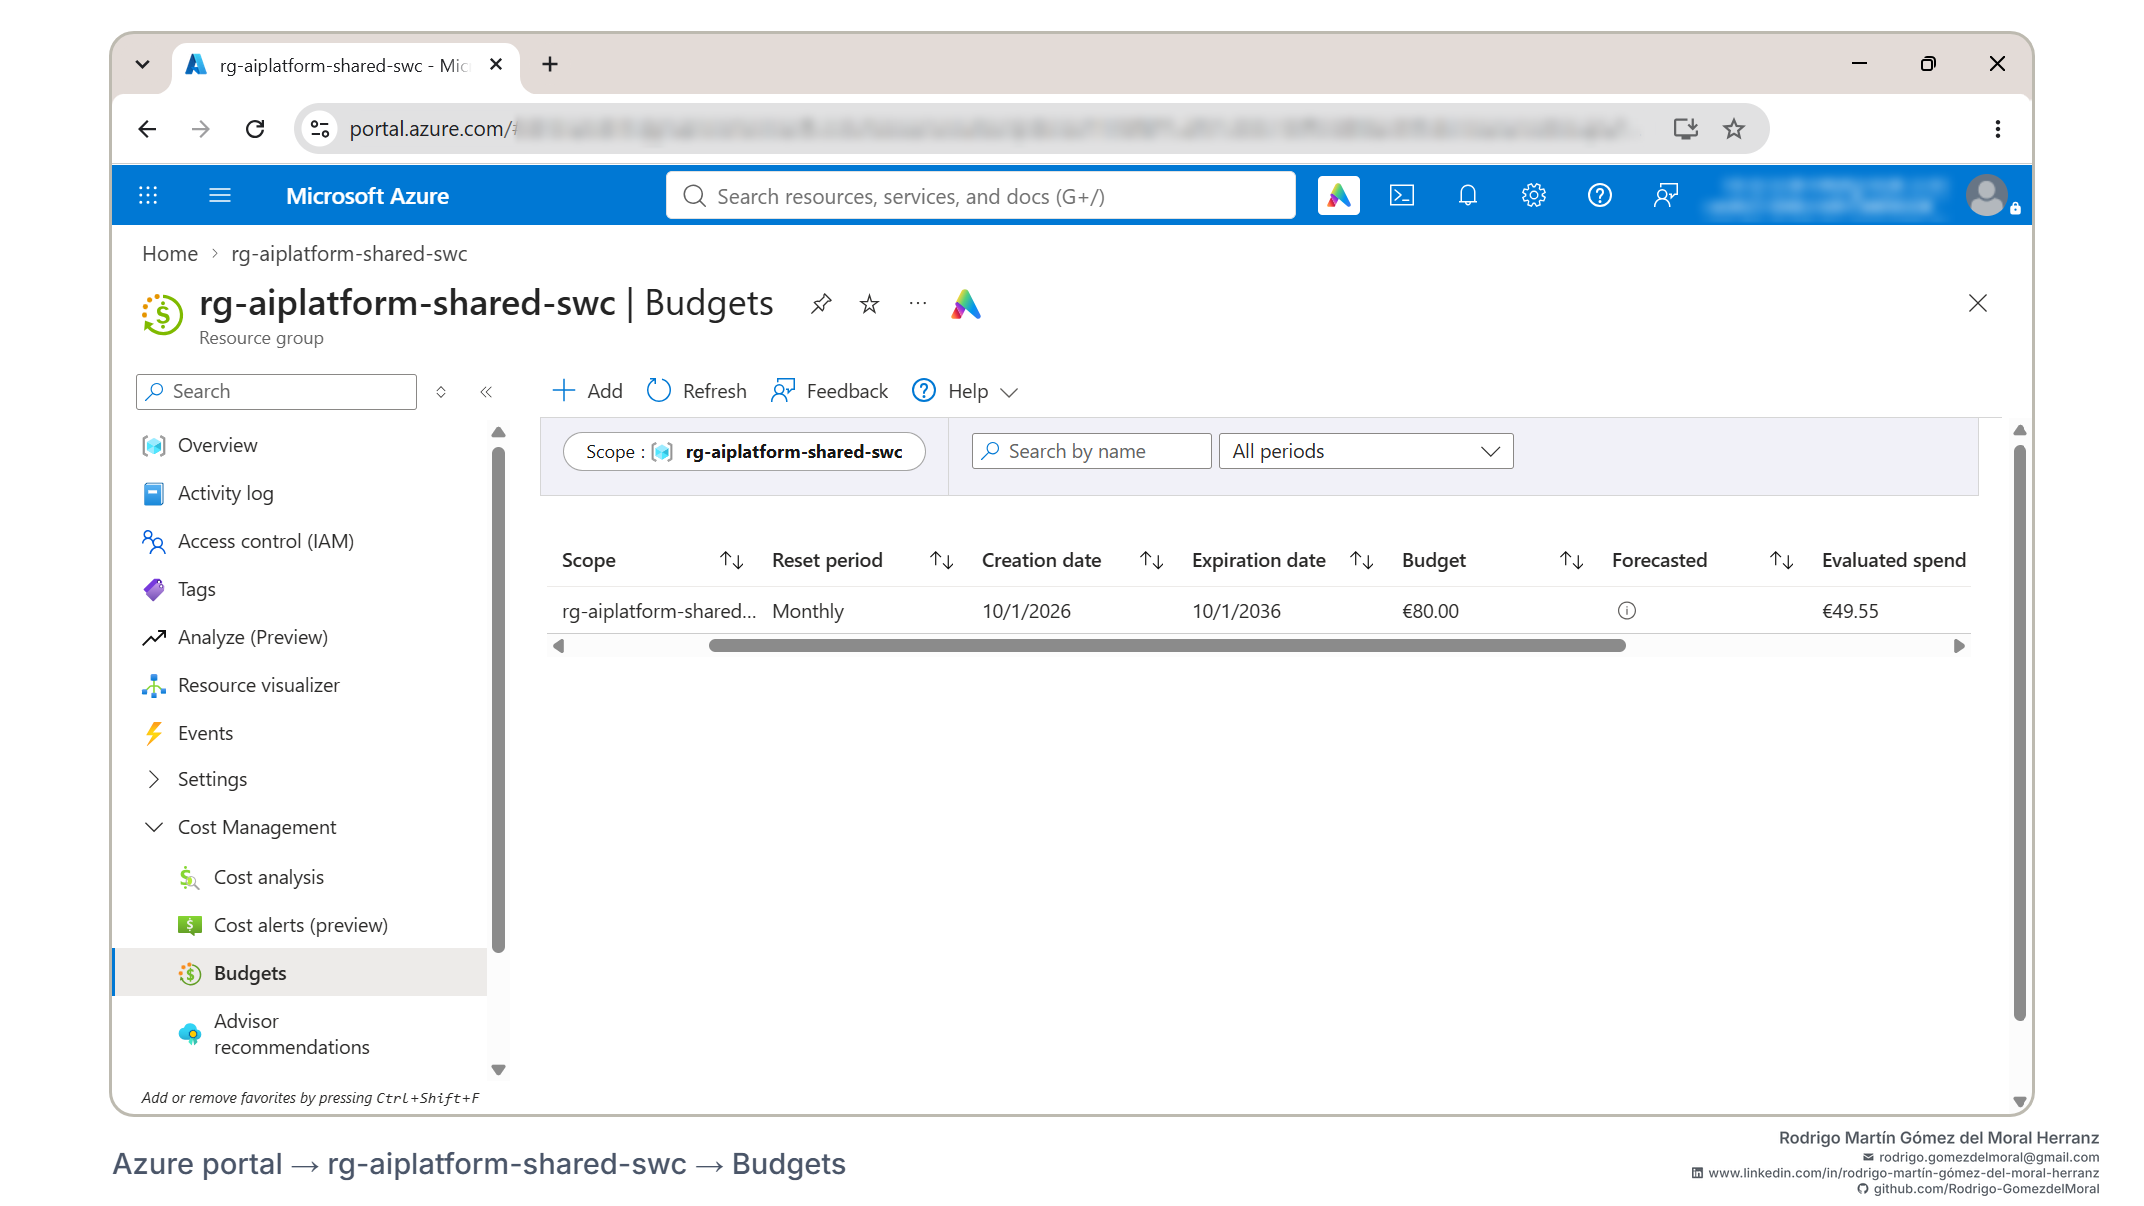 rg-aiplatform-shared-swc - Mic
portal.azure.com/
Microsoft Azure
Search resources, services, and docs (G+/)
Home > rg-aiplatform-shared-swc
rg-aiplatform-shared-swc | Budgets
Resource group
Search
Add
Refresh
Feedback
Help
Overview
Activity log
Access control (IAM)
Tags
Analyze (Preview)
Resource visualizer
Events
Settings
Cost Management
Cost analysis
Cost alerts (preview)
Budgets
Advisor
recommendations
Add or remove favorites by pressing Ctrl+Shift+F
Scope : rg-aiplatform-shared-swc
Search by name
All periods
Scope Reset period Creation date Expiration date Budget Forecasted Evaluated spend
rg-aiplatform-shared... Monthly 10/1/2026 10/1/2036 €80.00 €49.55
Azure portal → rg-aiplatform-shared-swc → Budgets
Rodrigo Martín Gómez del Moral Herranz
rodrigo.gomezdelmoral@gmail.com
www.linkedin.com/in/rodrigo-martín-gómez-del-moral-herranz
github.com/Rodrigo-GomezdelMoral